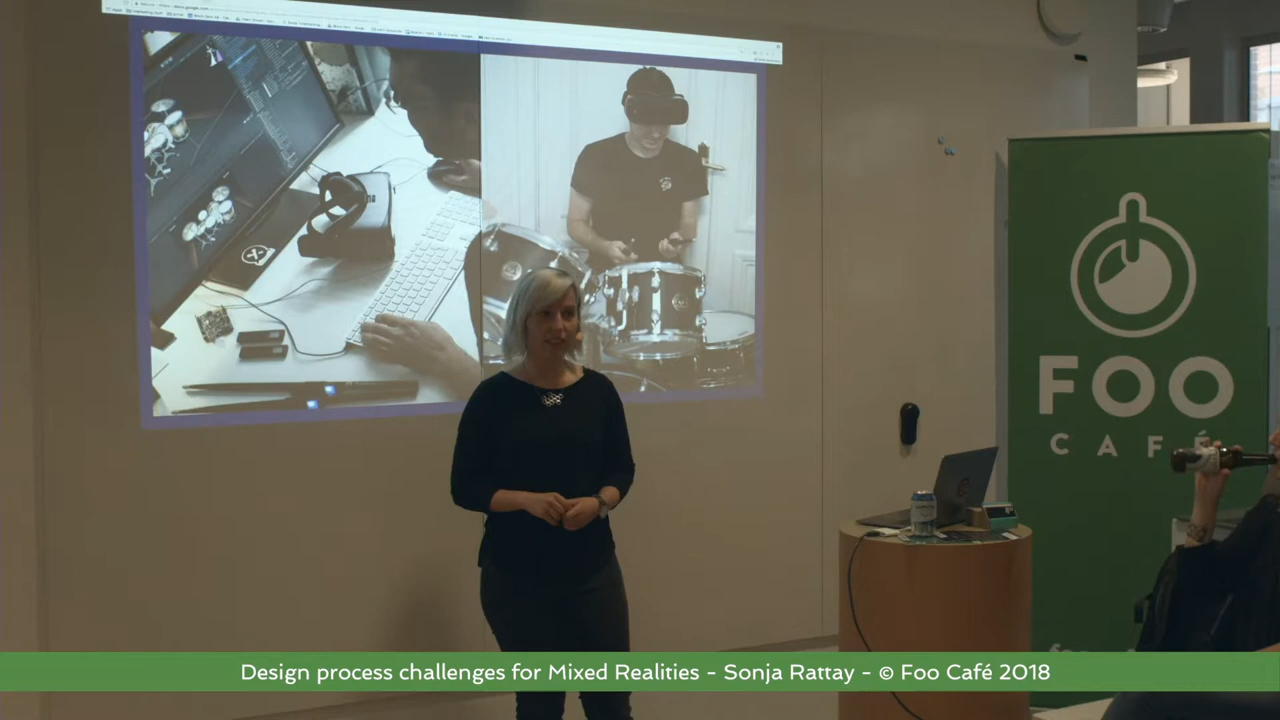 FOO
CAFÉ
Design process challenges for Mixed Realities - Sonja Rattay - © Foo Café 2018